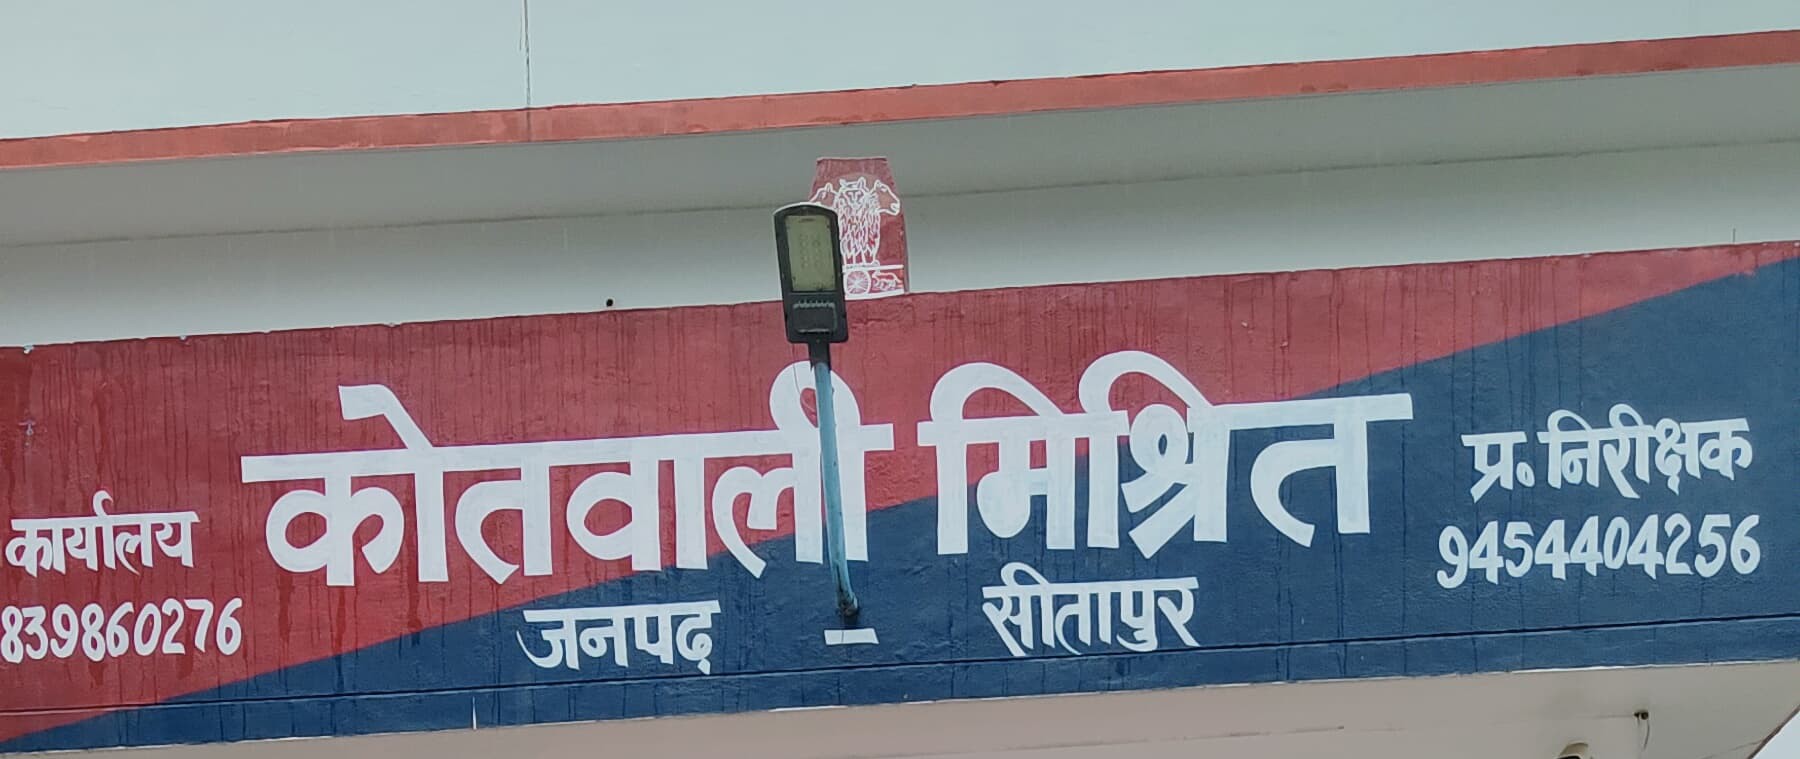 कोतवाली मिश्रित
जनपद - सीतापुर
कार्यालय
839860276
प्र. निरीक्षक
9454404256